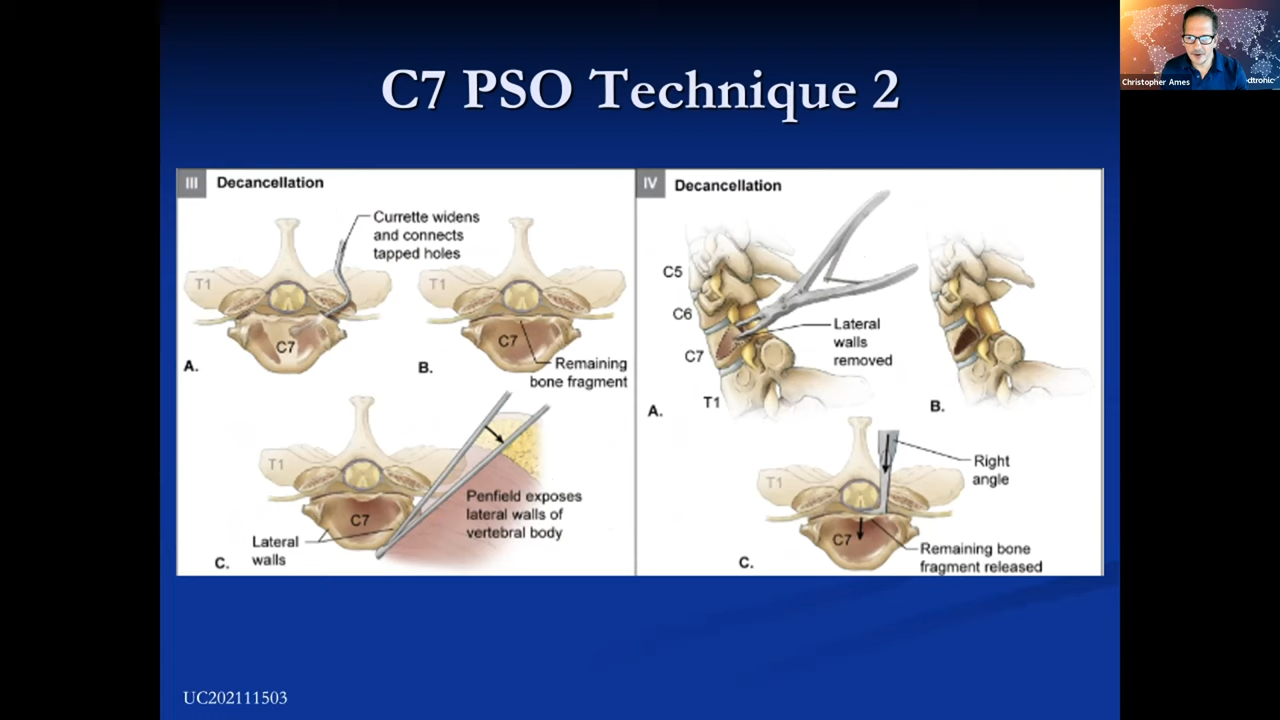 C7 PSO Technique 2
Christopher Ames
dtronic
III Decancellation
Currette widens
and connects
tapped holes
T1
C7
A.
T1
C7
B.
Remaining
bone fragment
T1
C7
Penfield exposes
lateral walls of
vertebral body
Lateral
walls
C.
IV Decancellation
C5
C6
C7
T1
Lateral
walls
removed
A.
B.
T1
C7
Right
angle
Remaining bone
fragment released
C.
UC202111503